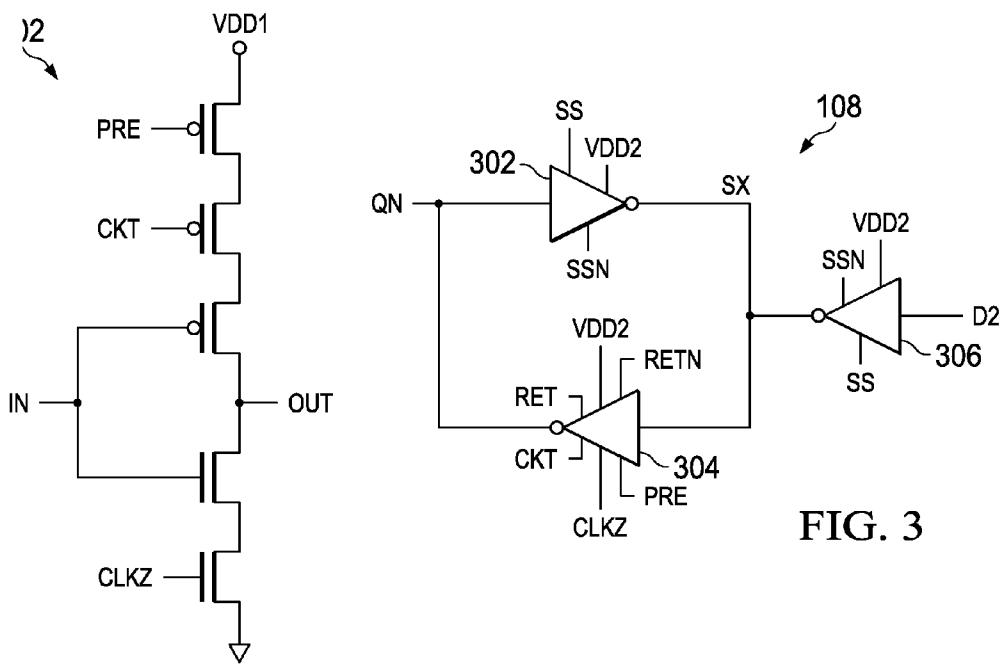 )2
VDD1
PRE
CKT
IN
OUT
CLKZ
108
SS
302
VDD2
QN
SX
SSN
VDD2
SSN
D2
306
SS
VDD2
RETN
RET
CKT
304
PRE
CLKZ
FIG. 3